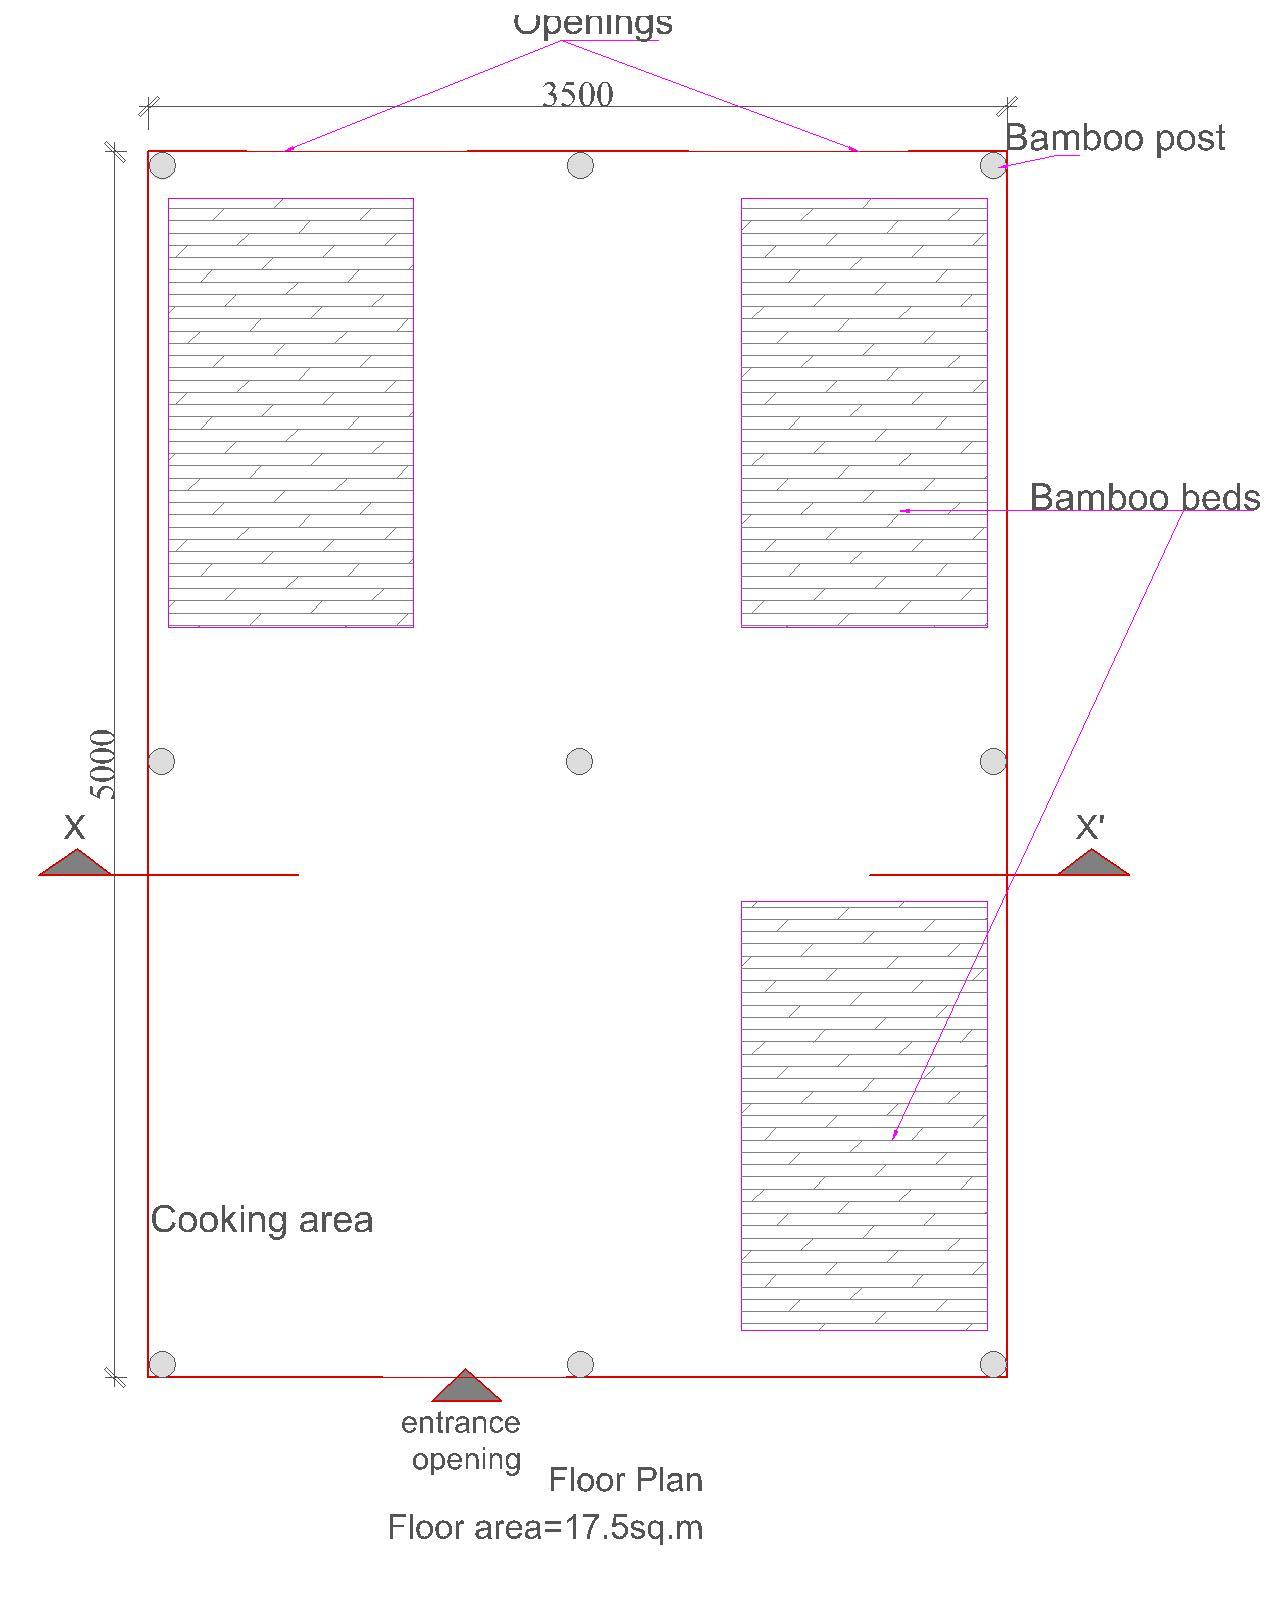 Openings
3500
Bamboo post
Bamboo beds
5000
X
X'
Cooking area
entrance
opening
Floor Plan
Floor area=17.5sq.m